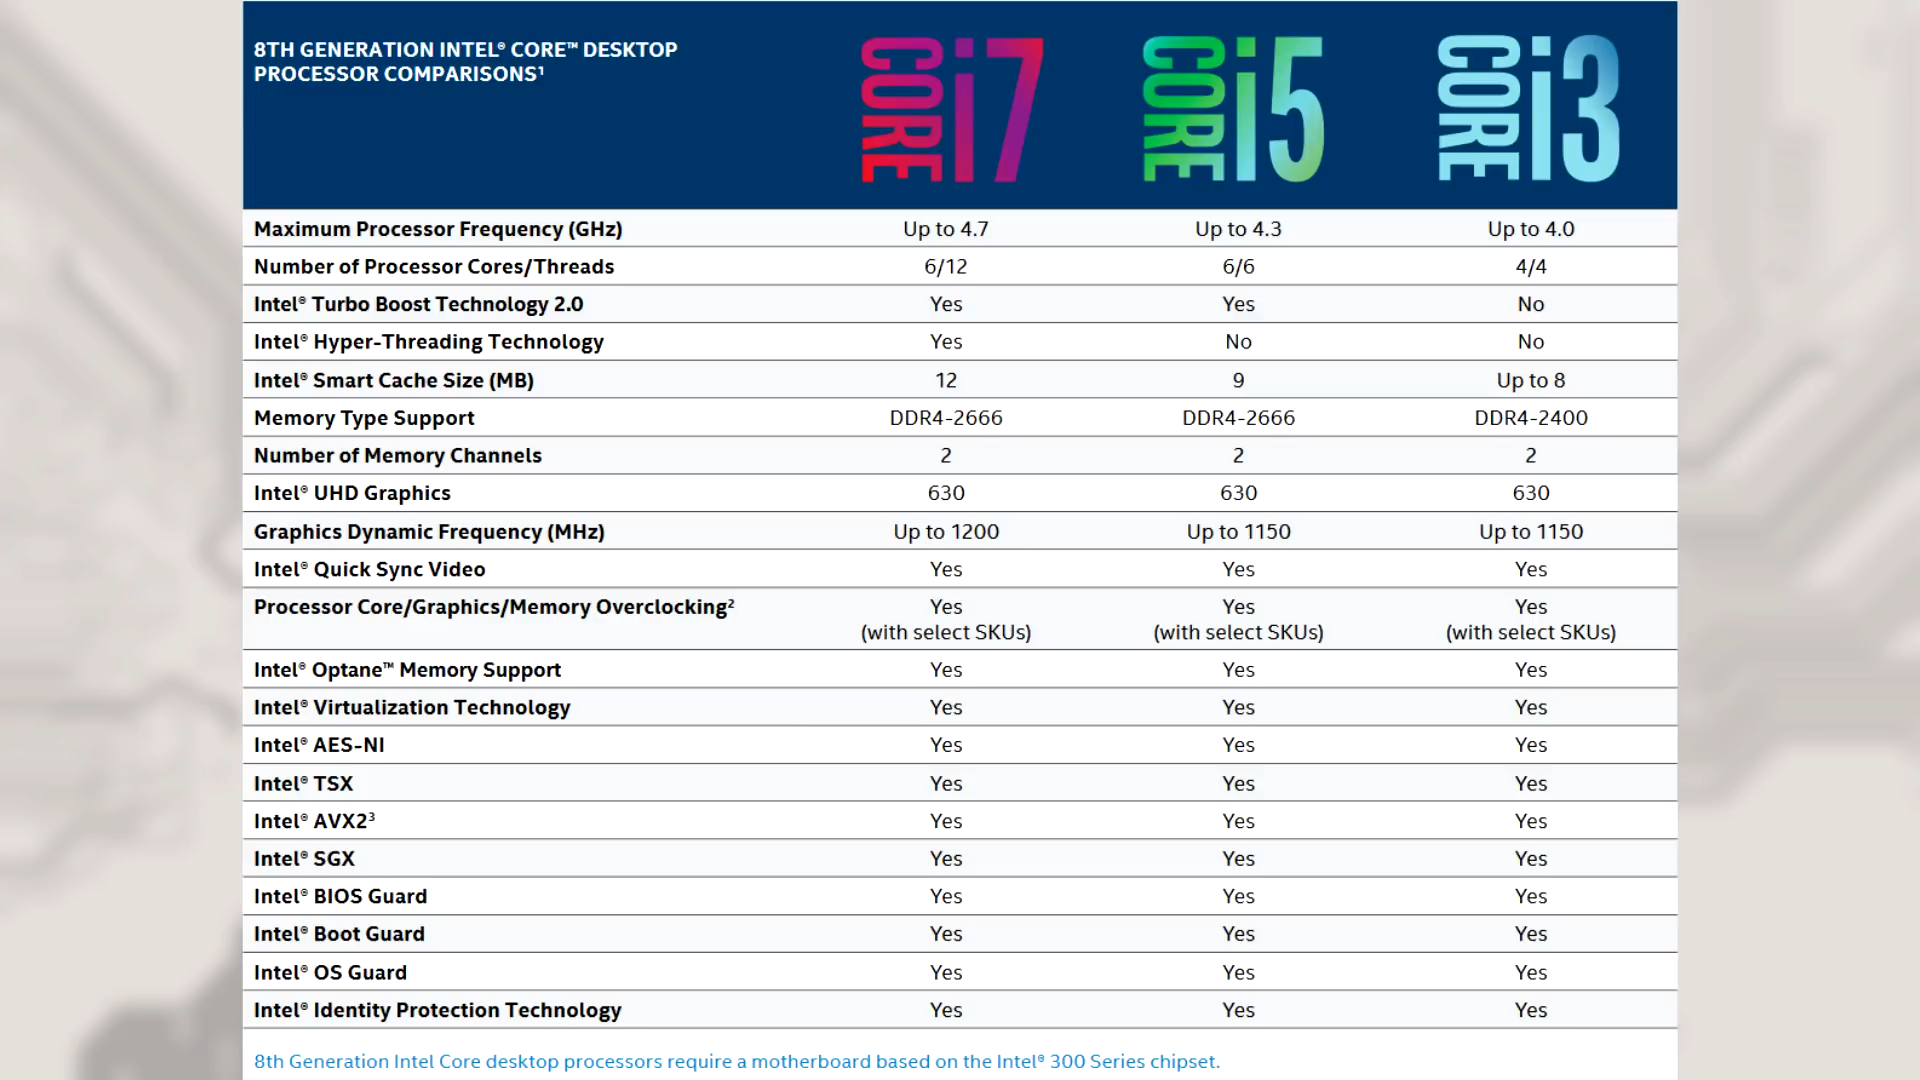 8TH GENERATION INTEL® CORE™ DESKTOP
PROCESSOR COMPARISONS¹
CORE i7 CORE i5 CORE i3
Maximum Processor Frequency (GHz) Up to 4.7 Up to 4.3 Up to 4.0
Number of Processor Cores/Threads 6/12 6/6 4/4
Intel® Turbo Boost Technology 2.0 Yes Yes No
Intel® Hyper-Threading Technology Yes No No
Intel® Smart Cache Size (MB) 12 9 Up to 8
Memory Type Support DDR4-2666 DDR4-2666 DDR4-2400
Number of Memory Channels 2 2 2
Intel® UHD Graphics 630 630 630
Graphics Dynamic Frequency (MHz) Up to 1200 Up to 1150 Up to 1150
Intel® Quick Sync Video Yes Yes Yes
Processor Core/Graphics/Memory Overclocking² Yes Yes Yes
(with select SKUs) (with select SKUs) (with select SKUs)
Intel® Optane™ Memory Support Yes Yes Yes
Intel® Virtualization Technology Yes Yes Yes
Intel® AES-NI Yes Yes Yes
Intel® TSX Yes Yes Yes
Intel® AVX2³ Yes Yes Yes
Intel® SGX Yes Yes Yes
Intel® BIOS Guard Yes Yes Yes
Intel® Boot Guard Yes Yes Yes
Intel® OS Guard Yes Yes Yes
Intel® Identity Protection Technology Yes Yes Yes
8th Generation Intel Core desktop processors require a motherboard based on the Intel® 300 Series chipset.